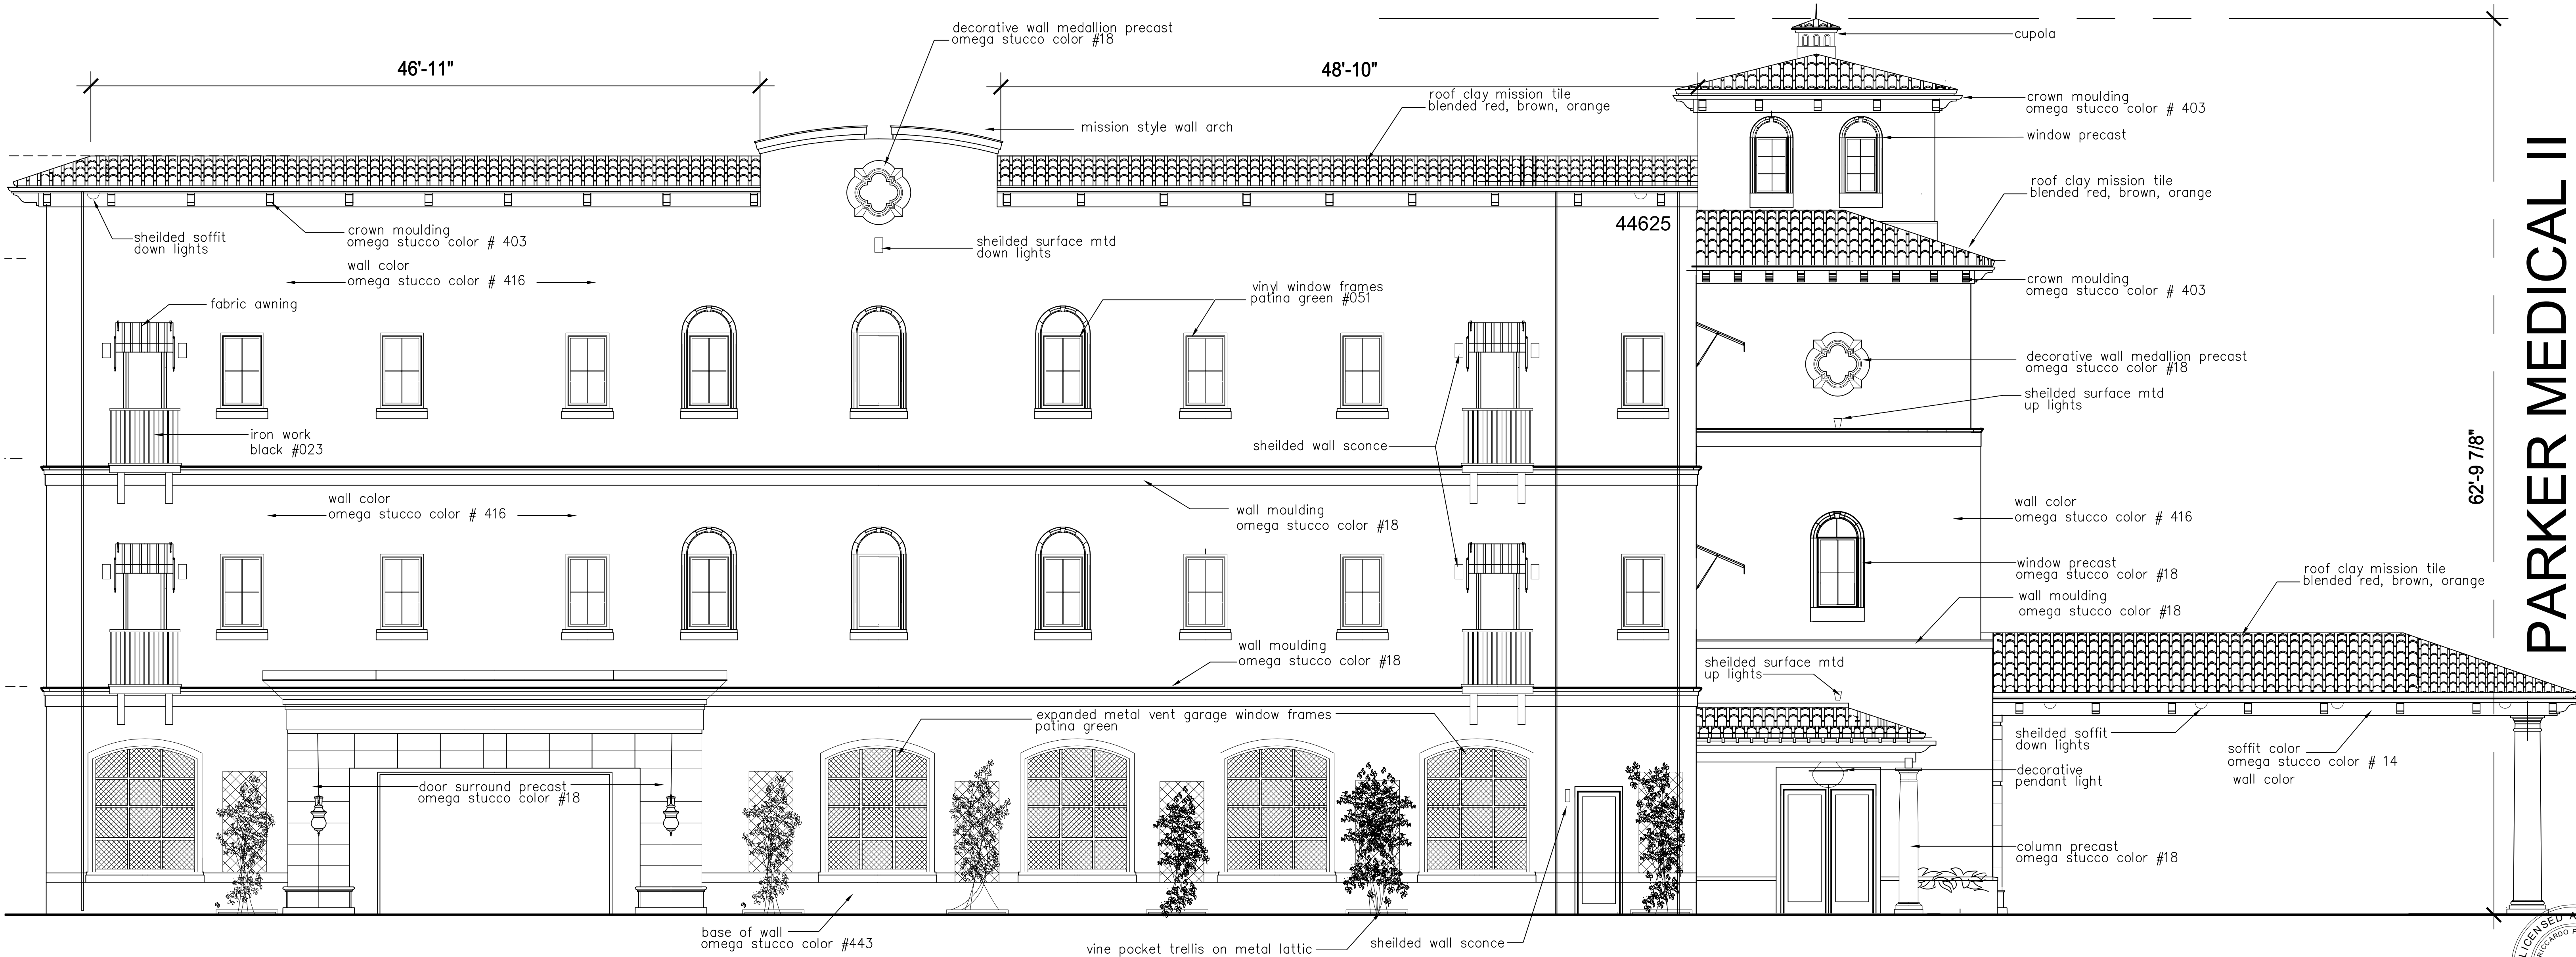 decorative wall medallion precast
omega stucco color #18
cupola
46'-11"
48'-10"
roof clay mission tile
blended red, brown, orange
crown moulding
omega stucco color # 403
mission style wall arch
window precast
roof clay mission tile
blended red, brown, orange
44625
sheilded soffit
down lights
crown moulding
omega stucco color # 403
sheilded surface mtd
down lights
wall color
omega stucco color # 416
crown moulding
omega stucco color # 403
vinyl window frames
patina green #051
fabric awning
decorative wall medallion precast
omega stucco color #18
sheilded surface mtd
up lights
iron work
black #023
sheilded wall sconce
62'-9 7/8"
PARKER MEDICAL II
wall color
omega stucco color # 416
wall moulding
omega stucco color #18
wall color
omega stucco color # 416
window precast
omega stucco color #18
roof clay mission tile
blended red, brown, orange
wall moulding
omega stucco color #18
wall moulding
omega stucco color #18
sheilded surface mtd
up lights
expanded metal vent garage window frames
patina green
sheilded soffit
down lights
soffit color
omega stucco color # 14
wall color
door surround precast
omega stucco color #18
decorative
pendant light
column precast
omega stucco color #18
base of wall
omega stucco color #443
vine pocket trellis on metal lattic
sheilded wall sconce
LICENSED
RICCARDO